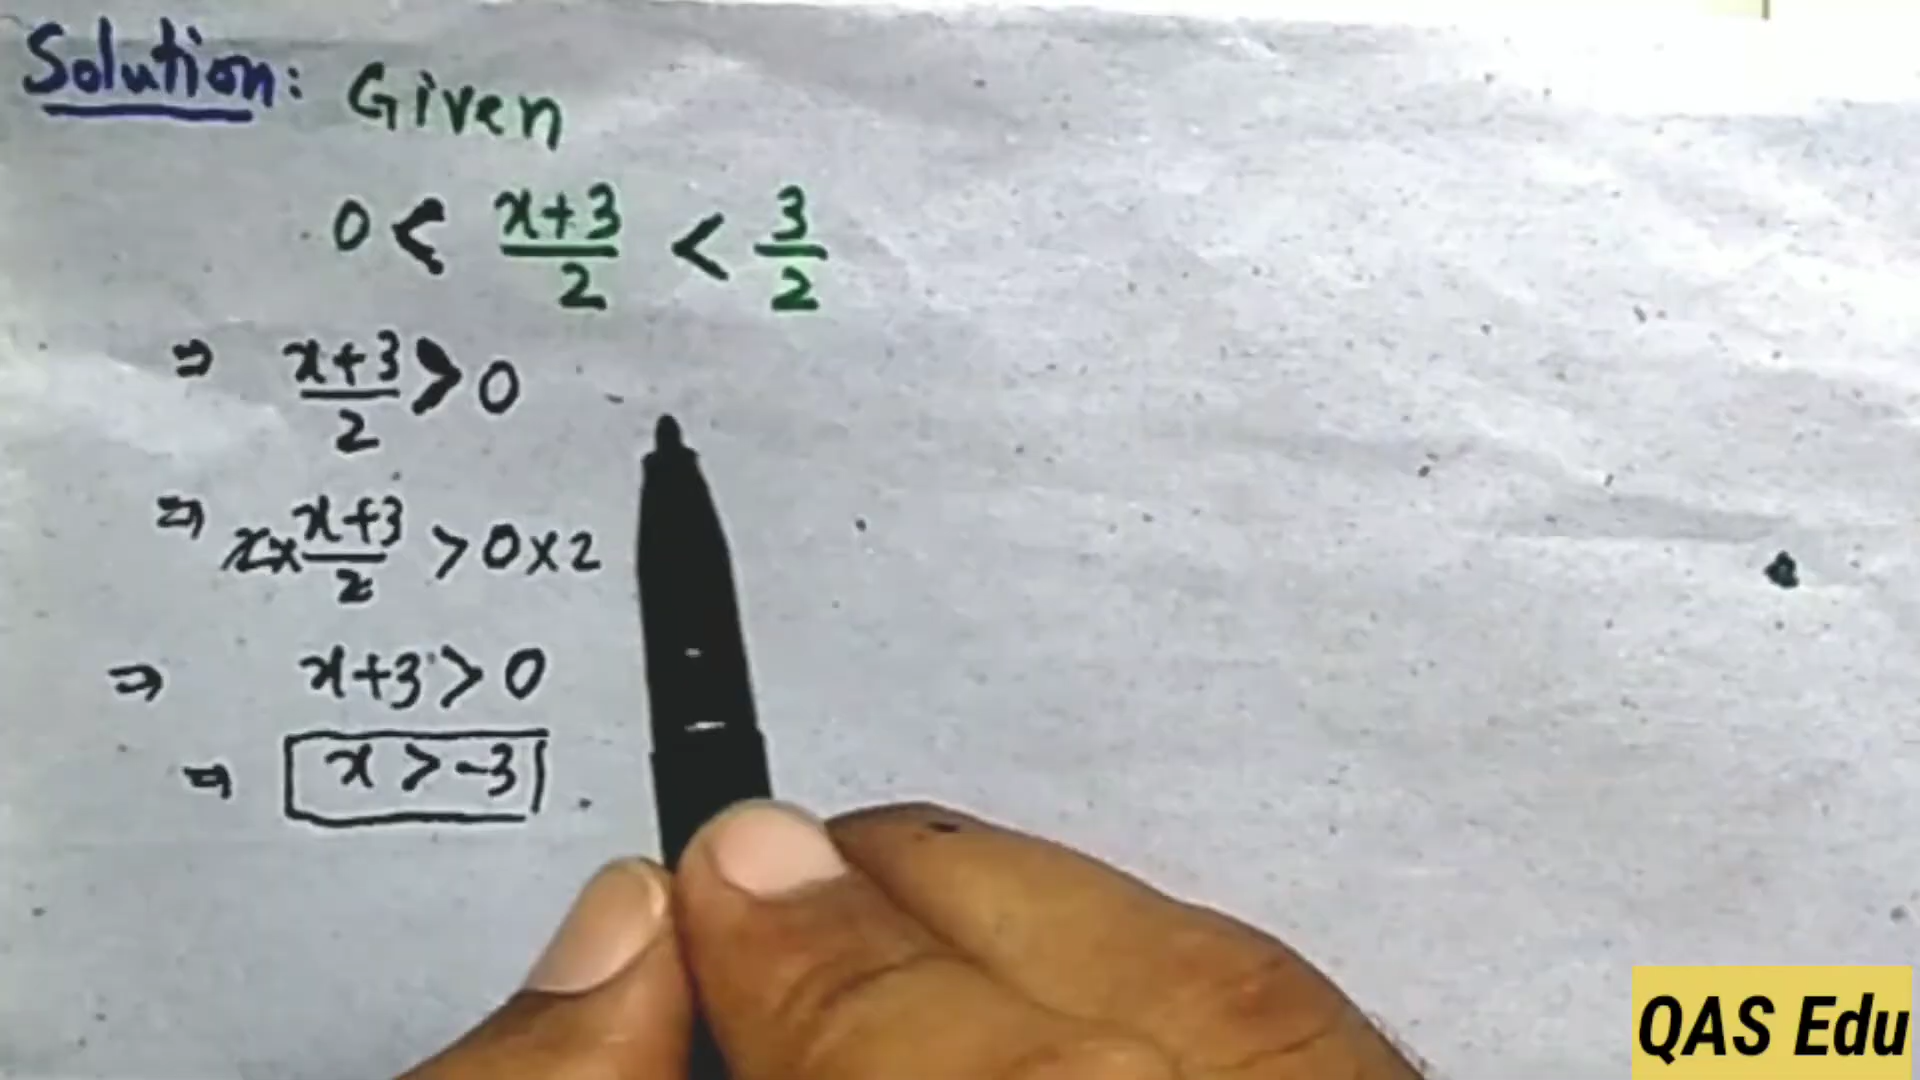 Solution: Given
0 < x+3/2 < 3/2
⇒ x+3/2 > 0
⇒ 2×x+3/2 > 0×2
⇒ x+3 > 0
⇒ x > -3
QAS Edu